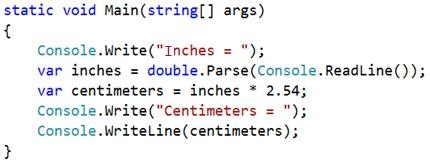 static void Main(string[] args)
{
    Console.Write("Inches = ");
    var inches = double.Parse(Console.ReadLine());
    var centimeters = inches * 2.54;
    Console.Write("Centimeters = ");
    Console.WriteLine(centimeters);
}